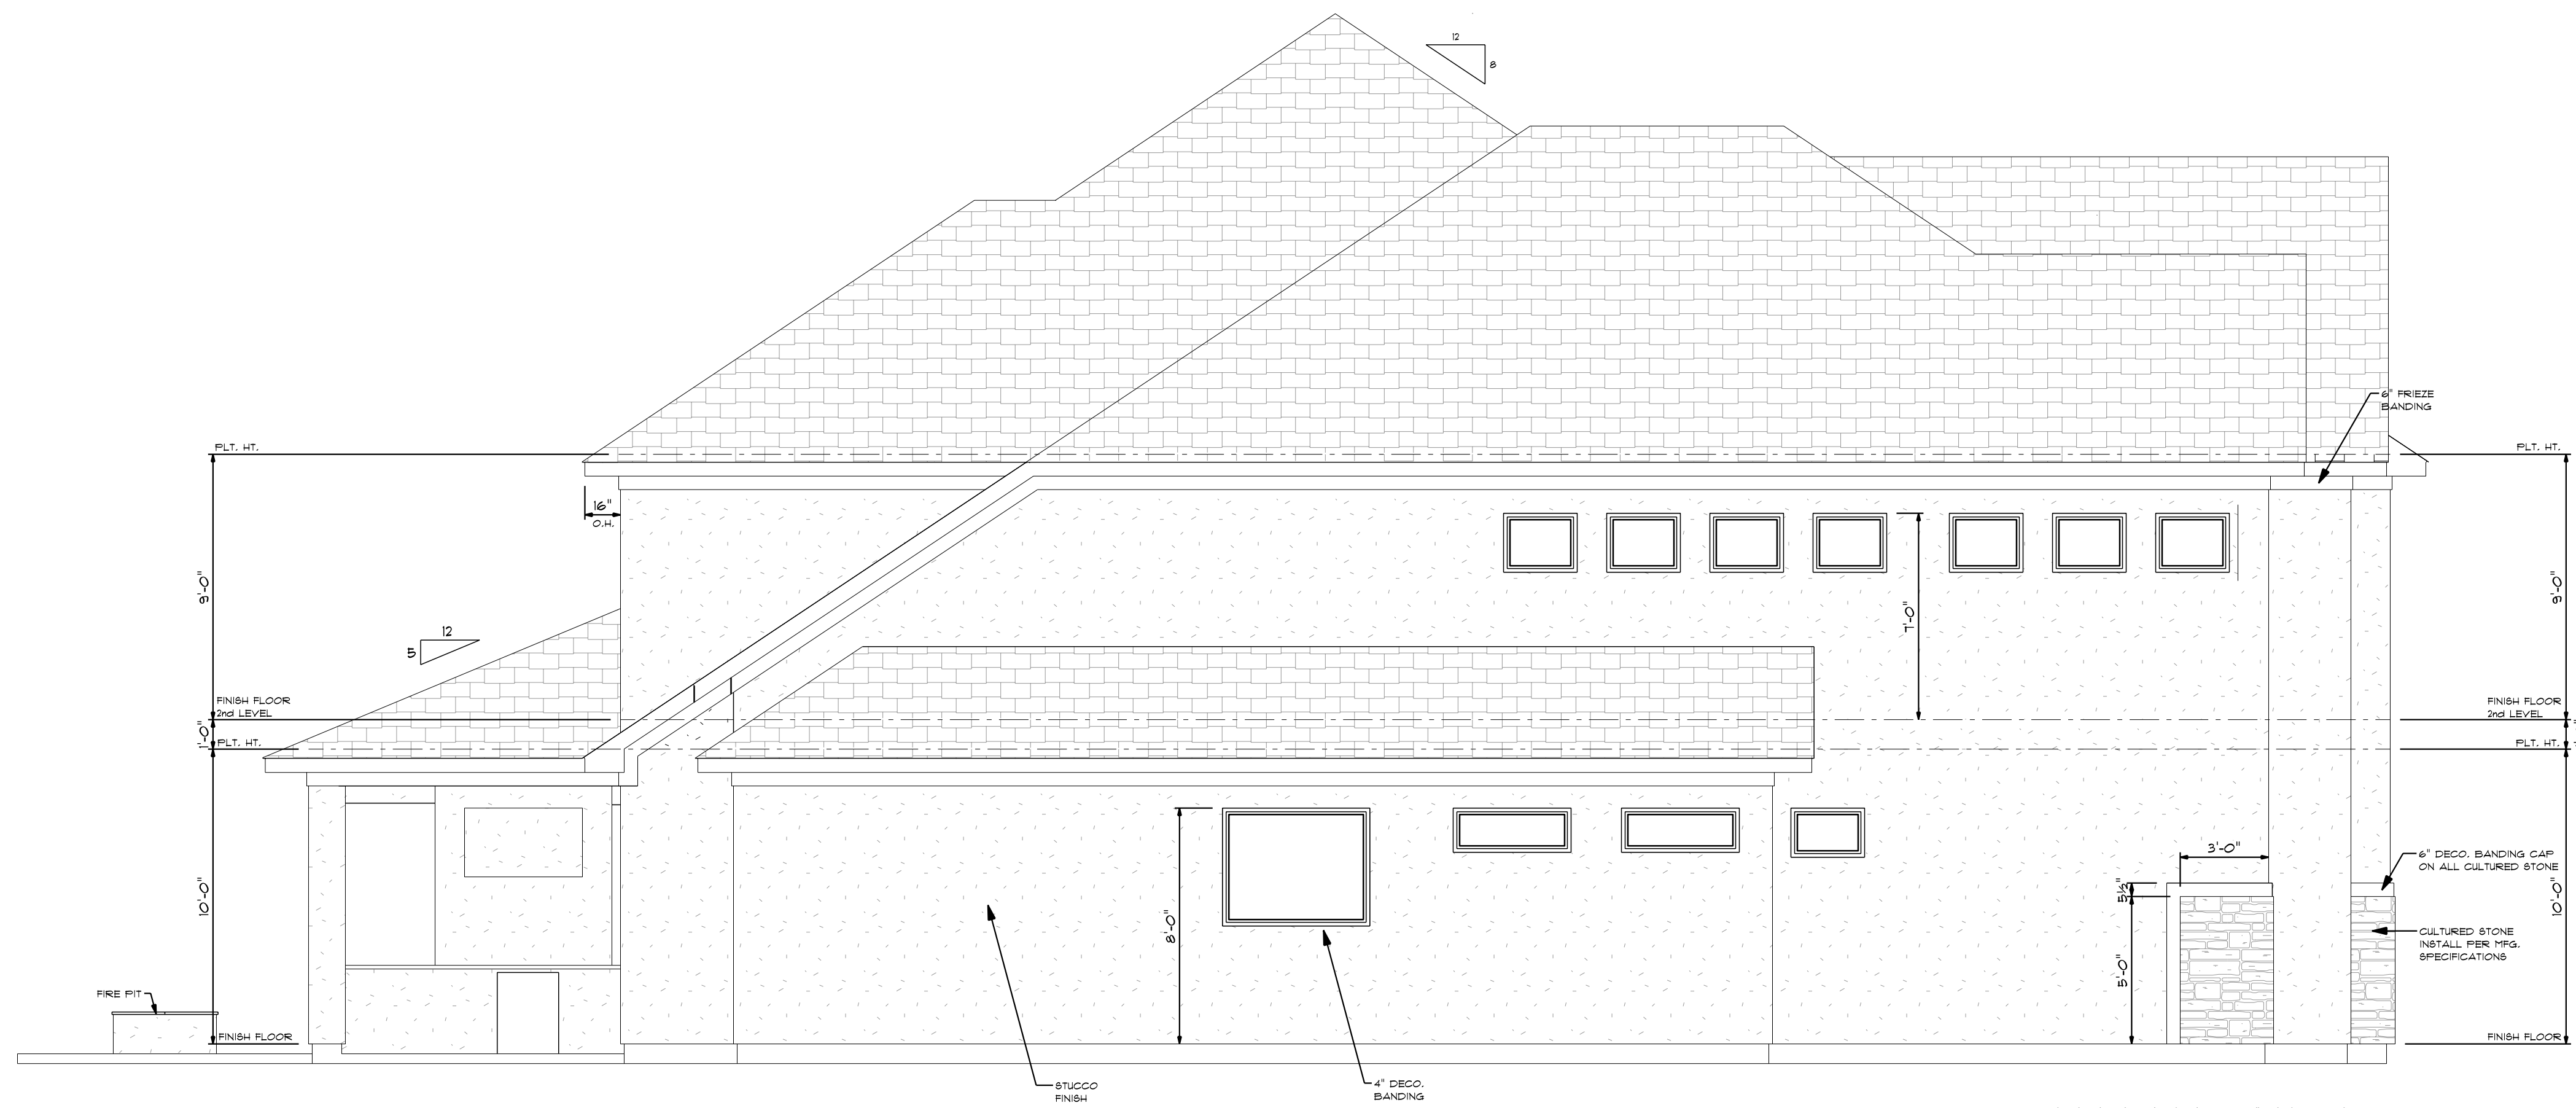 12
8
6" FRIEZE
BANDING
PLT. HT.
PLT. HT.
16"
O.H.
9'-0"
9'-0"
7'-0"
12
5
FINISH FLOOR
2nd LEVEL
FINISH FLOOR
2nd LEVEL
1'-0"
PLT. HT.
PLT. HT.
3'-0"
6" DECO. BANDING CAP
ON ALL CULTURED STONE
5½"
10'-0"
8'-0"
10'-0"
CULTURED STONE
INSTALL PER MFG.
SPECIFICATIONS
5'-0"
FIRE PIT
FINISH FLOOR
FINISH FLOOR
STUCCO
FINISH
4" DECO.
BANDING